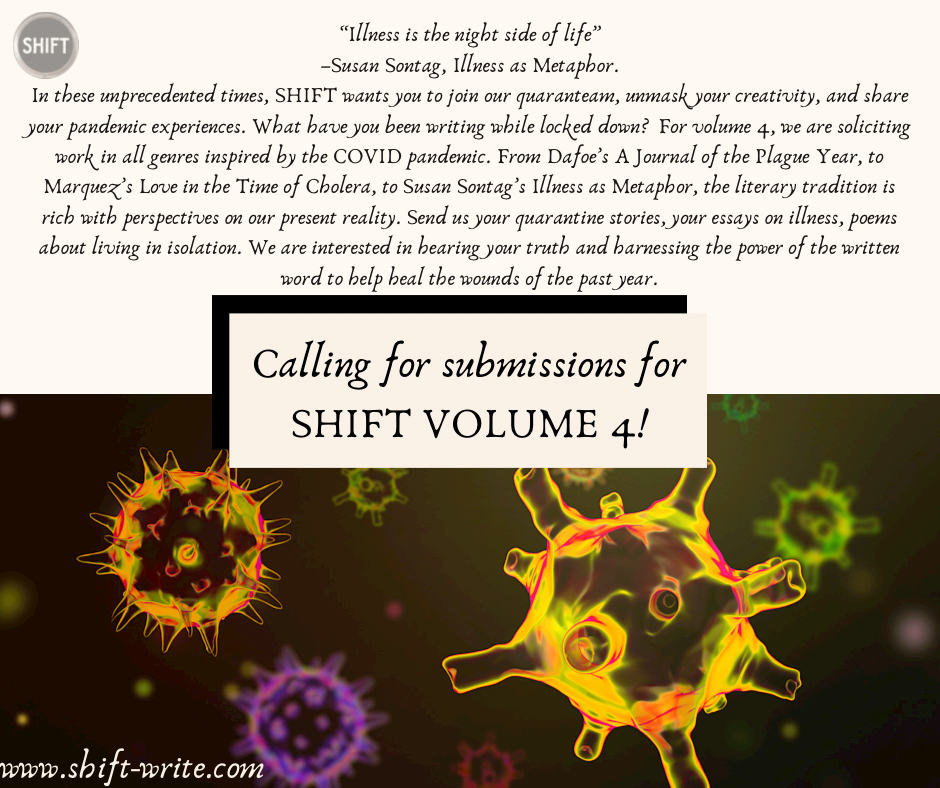 SHIFT
“Illness is the night side of life”
–Susan Sontag, Illness as Metaphor.
In these unprecedented times, SHIFT wants you to join our quaranteam, unmask your creativity, and share
your pandemic experiences. What have you been writing while locked down? For volume 4, we are soliciting
work in all genres inspired by the COVID pandemic. From Dafoe’s A Journal of the Plague Year, to
Marquez’s Love in the Time of Cholera, to Susan Sontag’s Illness as Metaphor, the literary tradition is
rich with perspectives on our present reality. Send us your quarantine stories, your essays on illness, poems
about living in isolation. We are interested in hearing your truth and harnessing the power of the written
word to help heal the wounds of the past year.
Calling for submissions for
SHIFT VOLUME 4!
www.shift-write.com